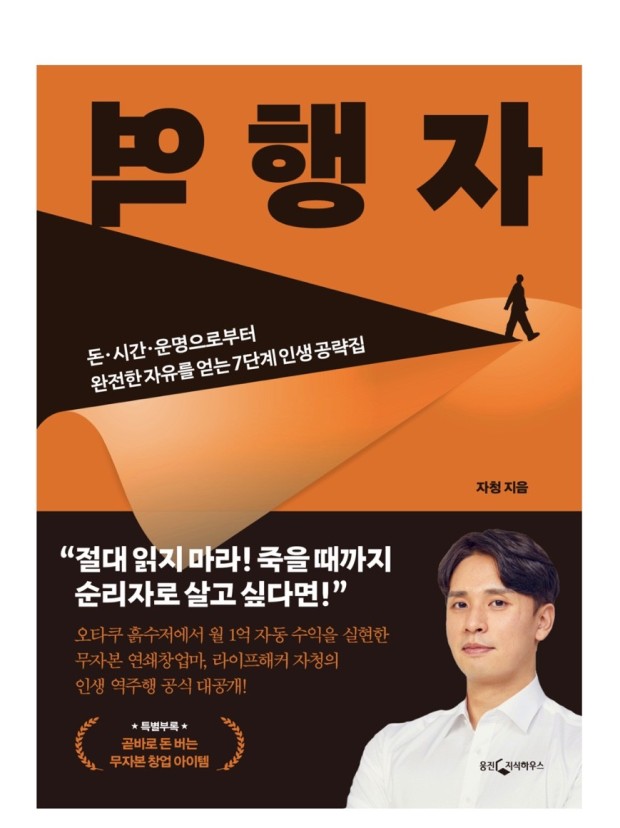 역행자
돈·시간·운명으로부터
완전한 자유를 얻는 7단계 인생 공략집
자청 지음
“절대 읽지 마라! 죽을 때까지
순리자로 살고 싶다면!”
오타쿠 흙수저에서 월 1억 자동 수익을 실현한
무자본 연쇄창업마, 라이프해커 자청의
인생 역주행 공식 대공개!
★ 특별부록 ★
곧바로 돈 버는
무자본 창업 아이템
웅진 지식하우스